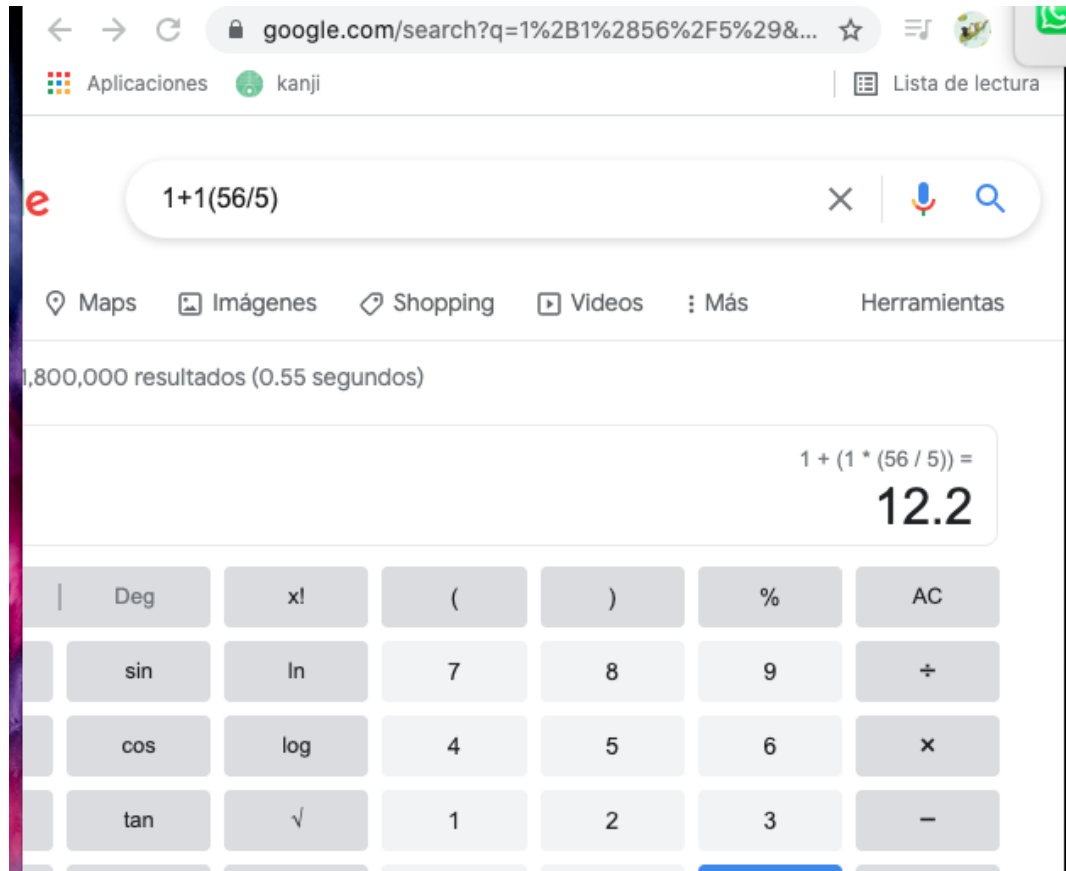 google.com/search?q=1%2B1%2856%2F5%29&...
Aplicaciones kanji Lista de lectura
e 1+1(56/5)
Maps Imágenes Shopping Videos Más Herramientas
1,800,000 resultados (0.55 segundos)
1 + (1 * (56 / 5)) =
12.2
| Deg x! ( ) % AC
sin ln 7 8 9 ÷
cos log 4 5 6 ×
tan √ 1 2 3 −